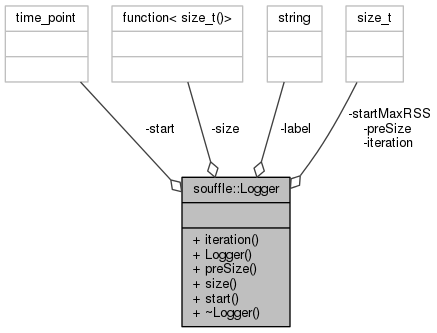 time_point
function< size_t()>
string
size_t
-start
-size
-label
-startMaxRSS
-preSize
-iteration
souffle::Logger
+ iteration()
+ Logger()
+ preSize()
+ size()
+ start()
+ ~Logger()